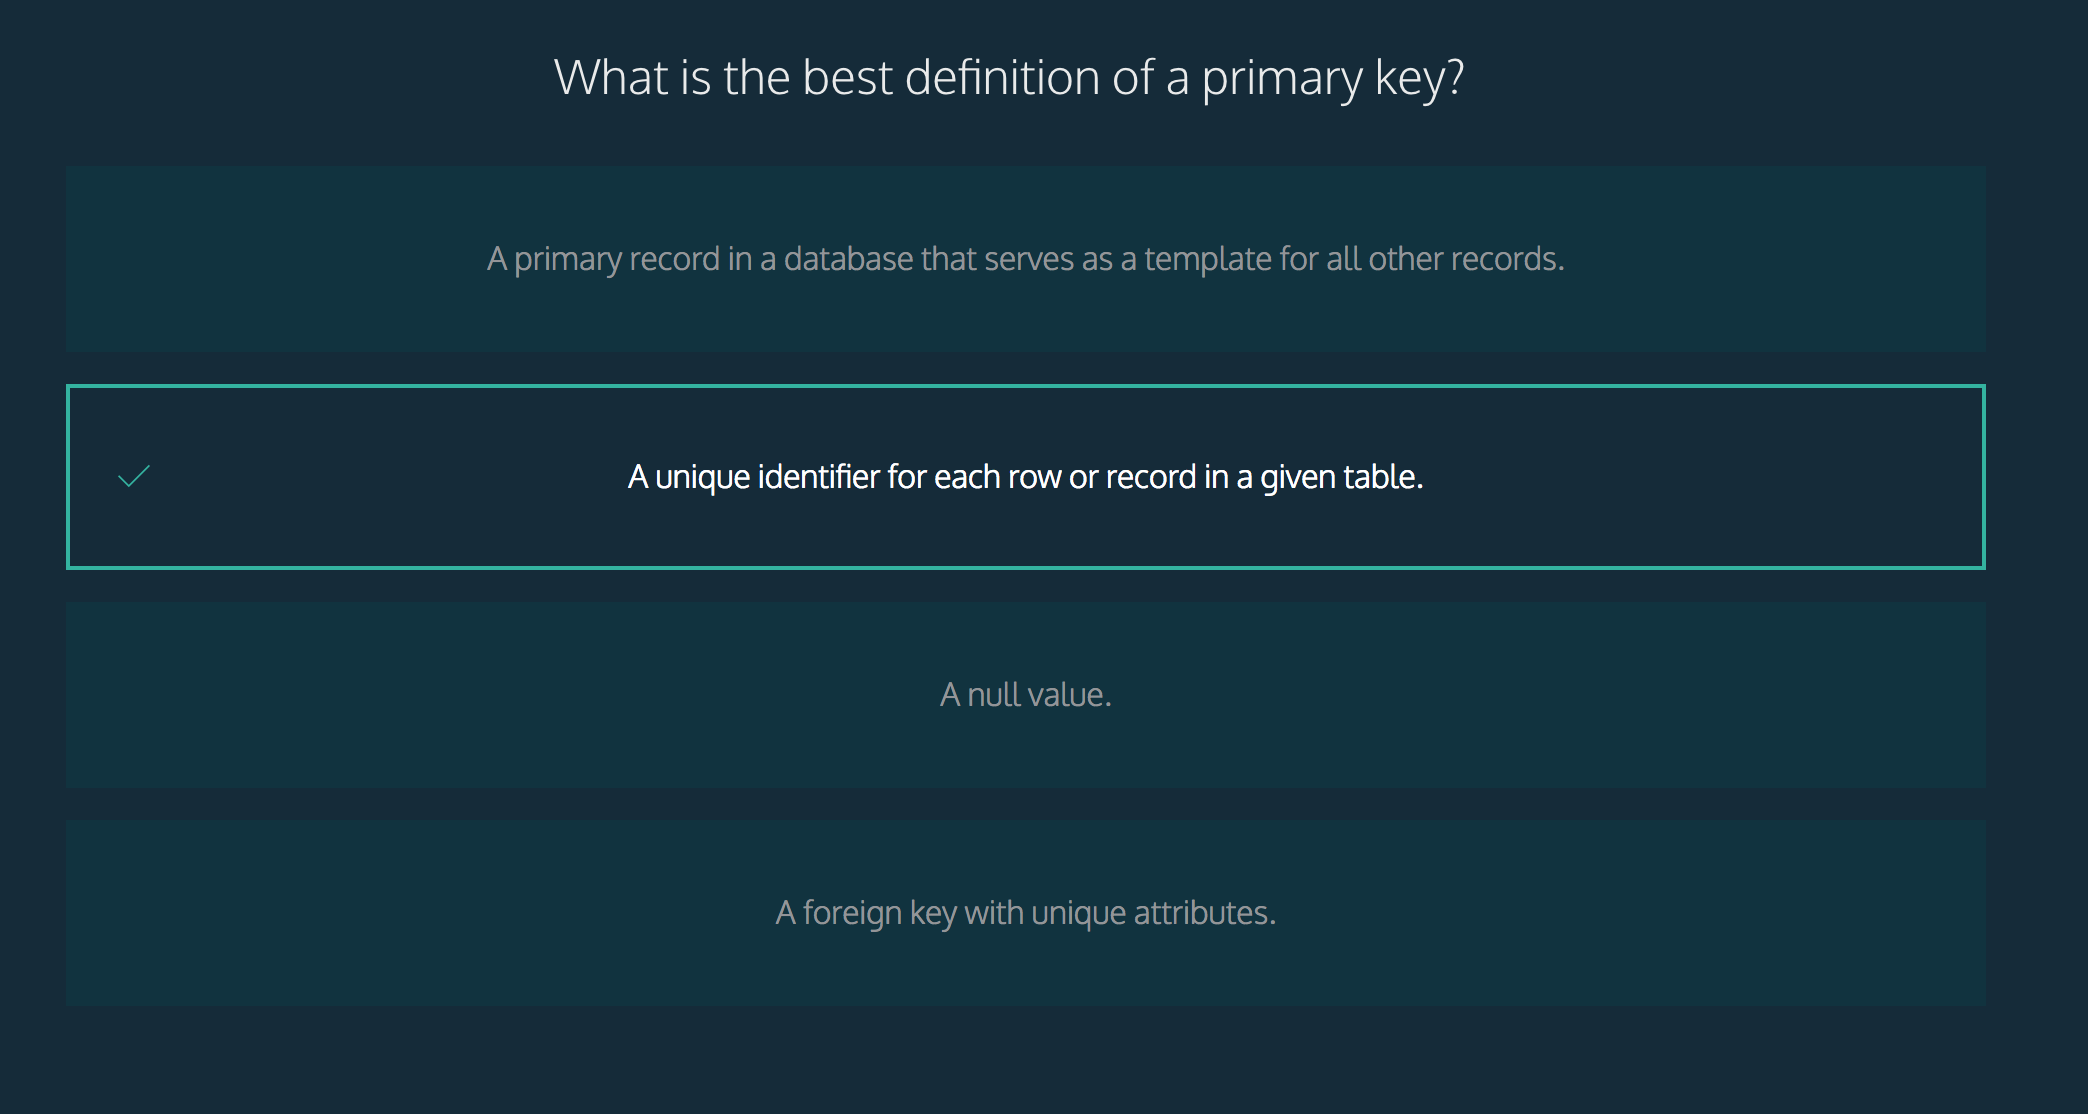 What is the best definition of a primary key?
A primary record in a database that serves as a template for all other records.
A unique identifier for each row or record in a given table.
A null value.
A foreign key with unique attributes.